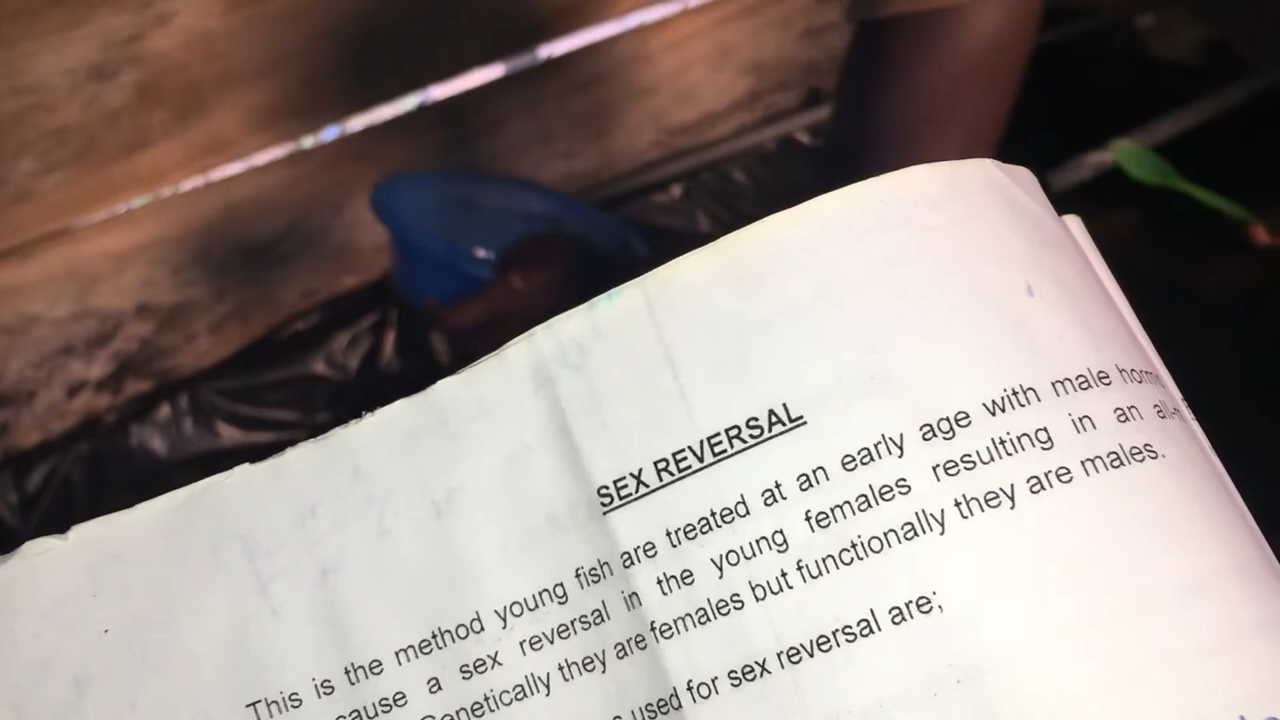 SEX REVERSAL
This is the method young fish are treated at an early age with male
cause a sex reversal in the young females resulting in an
Genetically they are females but functionally they are males.
used for sex reversal are;